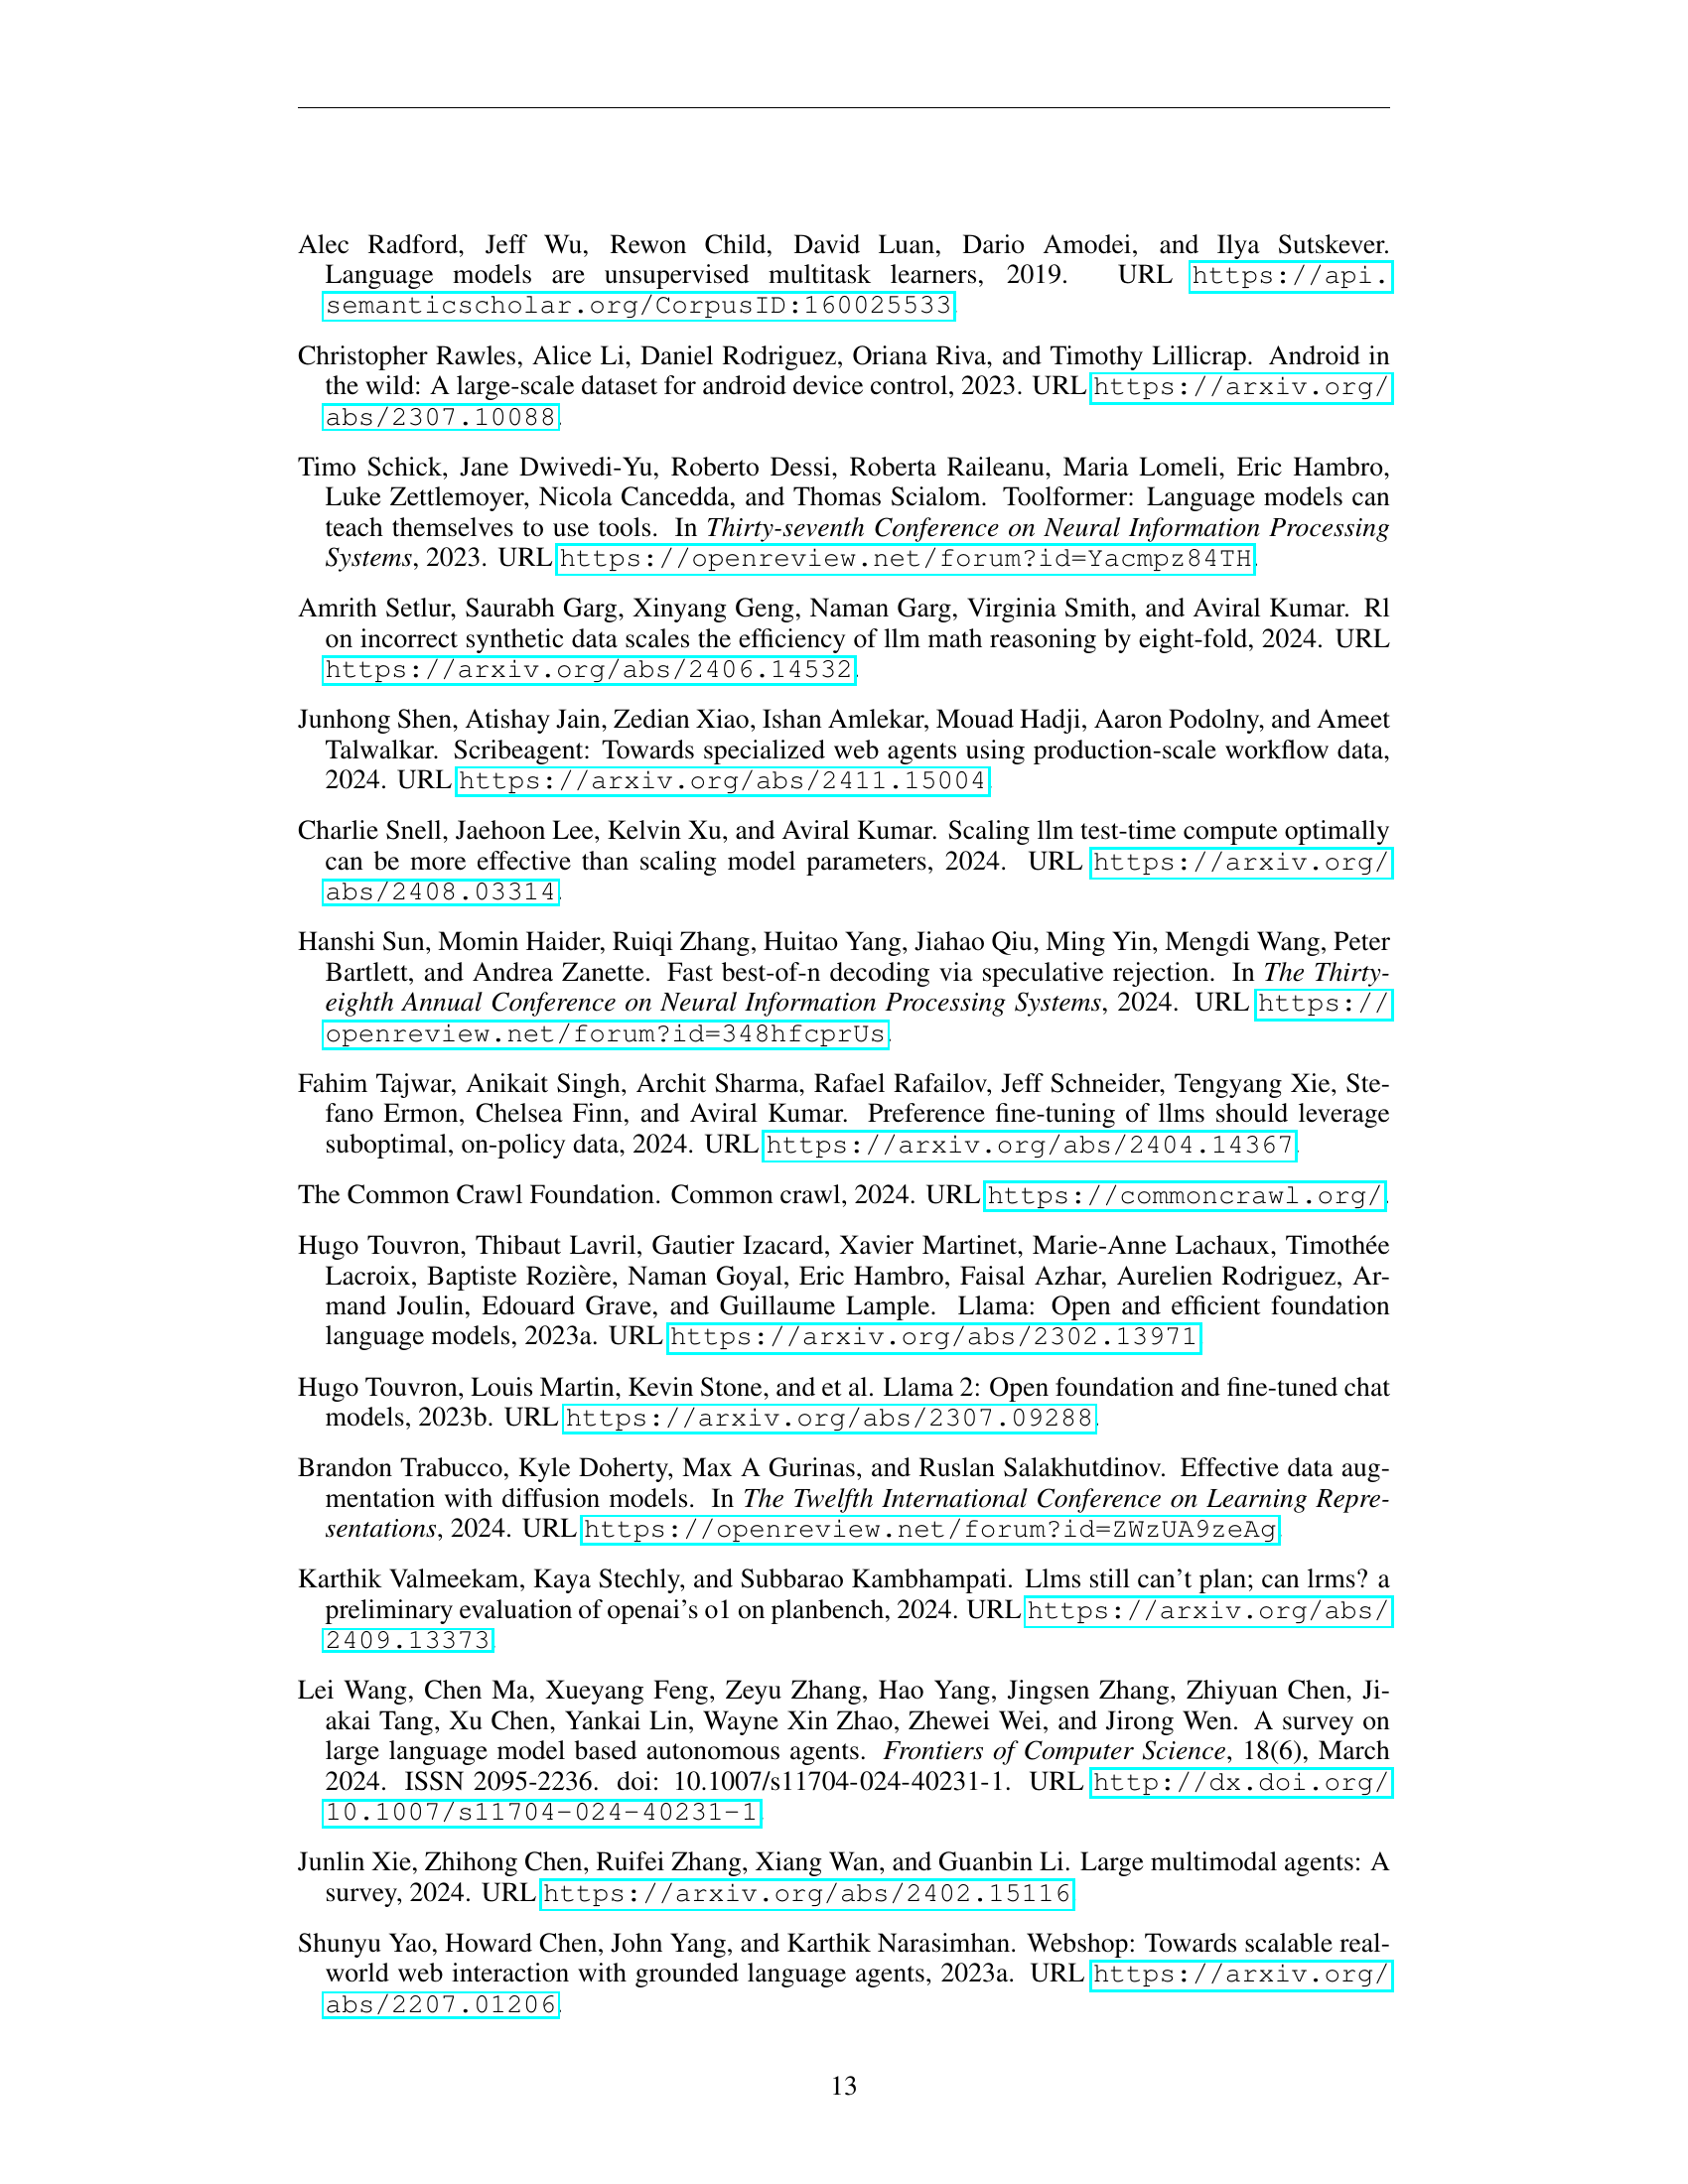 Alec Radford, Jeff Wu, Rewon Child, David Luan, Dario Amodei, and Ilya Sutskever.
Language models are unsupervised multitask learners, 2019. URL https://api.
semanticscholar.org/CorpusID:160025533.
Christopher Rawles, Alice Li, Daniel Rodriguez, Oriana Riva, and Timothy Lillicrap. Android in
the wild: A large-scale dataset for android device control, 2023. URL https://arxiv.org/
abs/2307.10088.
Timo Schick, Jane Dwivedi-Yu, Roberto Dessi, Roberta Raileanu, Maria Lomeli, Eric Hambro,
Luke Zettlemoyer, Nicola Cancedda, and Thomas Scialom. Toolformer: Language models can
teach themselves to use tools. In Thirty-seventh Conference on Neural Information Processing
Systems, 2023. URL https://openreview.net/forum?id=Yacmpz84TH.
Amrith Setlur, Saurabh Garg, Xinyang Geng, Naman Garg, Virginia Smith, and Aviral Kumar. Rl
on incorrect synthetic data scales the efficiency of llm math reasoning by eight-fold, 2024. URL
https://arxiv.org/abs/2406.14532.
Junhong Shen, Atishay Jain, Zedian Xiao, Ishan Amlekar, Mouad Hadji, Aaron Podolny, and Ameet
Talwalkar. Scribeagent: Towards specialized web agents using production-scale workflow data,
2024. URL https://arxiv.org/abs/2411.15004.
Charlie Snell, Jaehoon Lee, Kelvin Xu, and Aviral Kumar. Scaling llm test-time compute optimally
can be more effective than scaling model parameters, 2024. URL https://arxiv.org/
abs/2408.03314.
Hanshi Sun, Momin Haider, Ruiqi Zhang, Huitao Yang, Jiahao Qiu, Ming Yin, Mengdi Wang, Peter
Bartlett, and Andrea Zanette. Fast best-of-n decoding via speculative rejection. In The Thirty-
eighth Annual Conference on Neural Information Processing Systems, 2024. URL https://
openreview.net/forum?id=348hfcprUs.
Fahim Tajwar, Anikait Singh, Archit Sharma, Rafael Rafailov, Jeff Schneider, Tengyang Xie, Ste-
fano Ermon, Chelsea Finn, and Aviral Kumar. Preference fine-tuning of llms should leverage
suboptimal, on-policy data, 2024. URL https://arxiv.org/abs/2404.14367.
The Common Crawl Foundation. Common crawl, 2024. URL https://commoncrawl.org/.
Hugo Touvron, Thibaut Lavril, Gautier Izacard, Xavier Martinet, Marie-Anne Lachaux, Timothée
Lacroix, Baptiste Rozière, Naman Goyal, Eric Hambro, Faisal Azhar, Aurelien Rodriguez, Ar-
mand Joulin, Edouard Grave, and Guillaume Lample. Llama: Open and efficient foundation
language models, 2023a. URL https://arxiv.org/abs/2302.13971.
Hugo Touvron, Louis Martin, Kevin Stone, and et al. Llama 2: Open foundation and fine-tuned chat
models, 2023b. URL https://arxiv.org/abs/2307.09288.
Brandon Trabucco, Kyle Doherty, Max A Gurinas, and Ruslan Salakhutdinov. Effective data aug-
mentation with diffusion models. In The Twelfth International Conference on Learning Repre-
sentations, 2024. URL https://openreview.net/forum?id=ZWzUA9zeAg.
Karthik Valmeekam, Kaya Stechly, and Subbarao Kambhampati. Llms still can't plan; can lrms? a
preliminary evaluation of openai's o1 on planbench, 2024. URL https://arxiv.org/abs/
2409.13373.
Lei Wang, Chen Ma, Xueyang Feng, Zeyu Zhang, Hao Yang, Jingsen Zhang, Zhiyuan Chen, Ji-
akai Tang, Xu Chen, Yankai Lin, Wayne Xin Zhao, Zhewei Wei, and Jirong Wen. A survey on
large language model based autonomous agents. Frontiers of Computer Science, 18(6), March
2024. ISSN 2095-2236. doi: 10.1007/s11704-024-40231-1. URL http://dx.doi.org/
10.1007/s11704-024-40231-1.
Junlin Xie, Zhihong Chen, Ruifei Zhang, Xiang Wan, and Guanbin Li. Large multimodal agents: A
survey, 2024. URL https://arxiv.org/abs/2402.15116.
Shunyu Yao, Howard Chen, John Yang, and Karthik Narasimhan. Webshop: Towards scalable real-
world web interaction with grounded language agents, 2023a. URL https://arxiv.org/
abs/2207.01206.
13